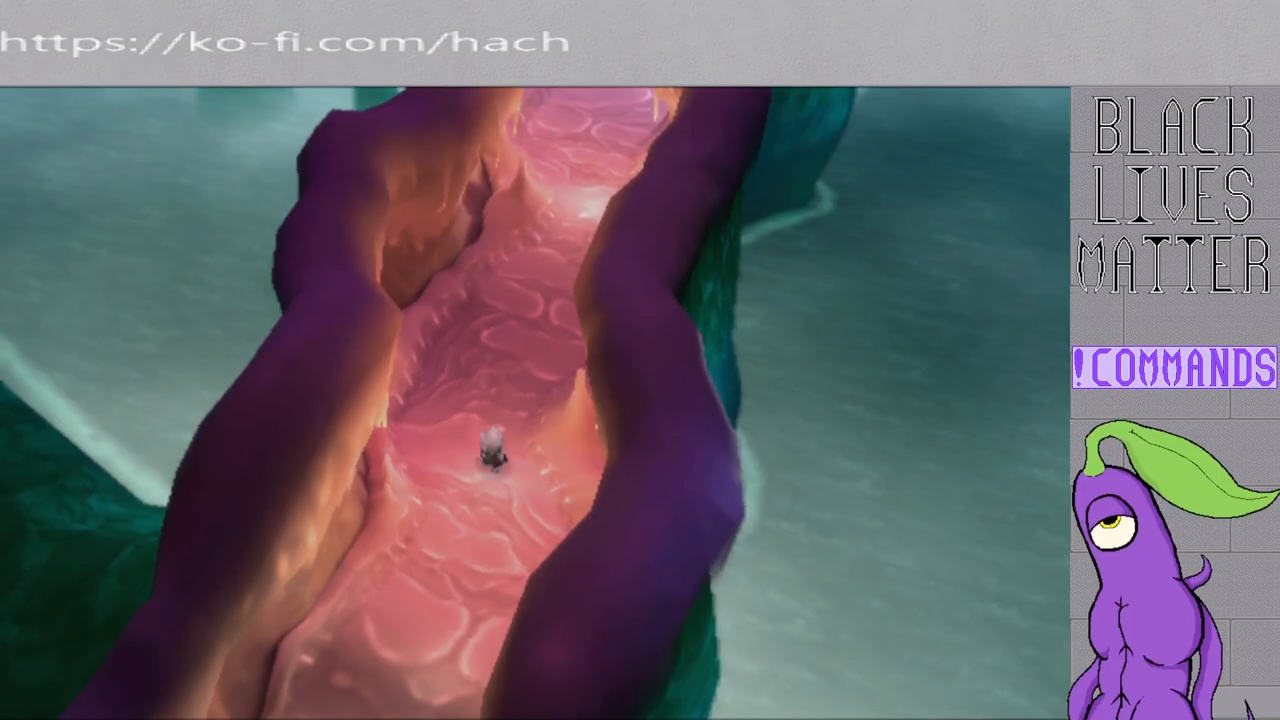 https://ko-fi.com/hach
BLACK
LIVES
MATTER
!COMMANDS